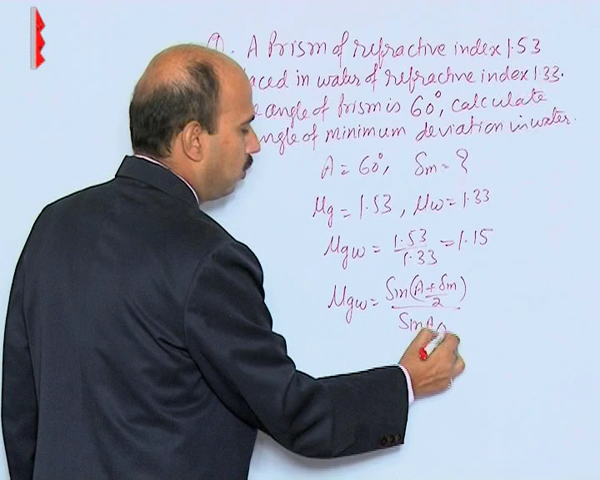 Q. A Prism of refractive index 1.53
aced in water of refractive index 1.33.
e angle of prism is 60°, calculate
ngle of minimum deviation in water.
A = 60°, δm = ?
μg = 1.53, μw = 1.33
μgw = 1.53/1.33 = 1.15
μgw = Sin(A + δm/2)
Sin A